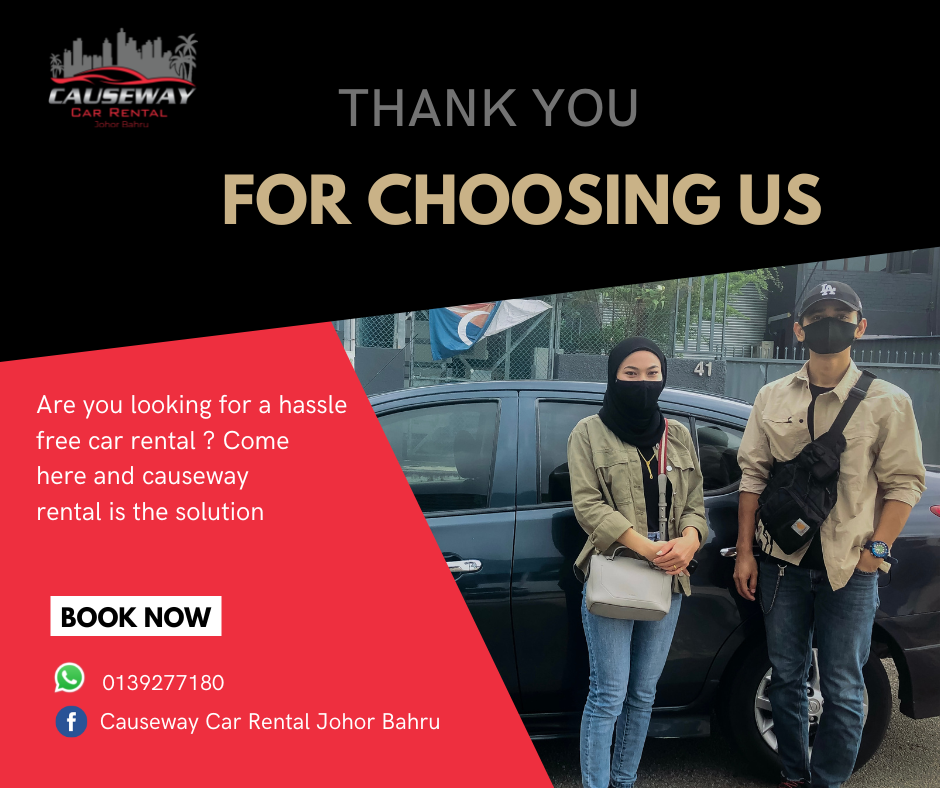 CAUSEWAY
CAR RENTAL
Johor Bahru
THANK YOU
FOR CHOOSING US
LA
41
Are you looking for a hassle
free car rental ? Come
here and causeway
rental is the solution
BOOK NOW
0139277180
f
Causeway Car Rental Johor Bahru